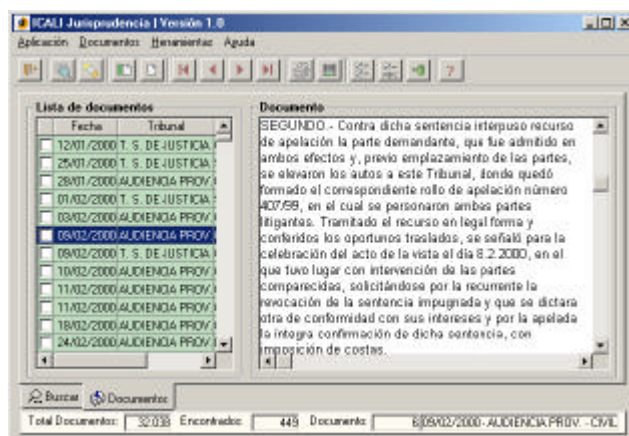 ICALI Jurisprudencia | Versión 1.0
Aplicación Documentos Herramientas Ayuda
Lista de documentos
Fecha Tribunal
12/01/2000 T. S. DE JUSTICIA.
25/01/2000 T. S. DE JUSTICIA
28/01/2000 AUDIENCIA PROV.
01/02/2000 T. S. DE JUSTICIA
03/02/2000 AUDIENCIA PROV.
09/02/2000 AUDIENCIA PROV.
09/02/2000 T. S. DE JUSTICIA
10/02/2000 AUDIENCIA PROV.
11/02/2000 AUDIENCIA PROV.
11/02/2000 AUDIENCIA PROV.
18/02/2000 AUDIENCIA PROV.
24/02/2000 AUDIENCIA PROV.
Documento
SEGUNDO.- Contra dicha sentencia interpuso recurso
de apelación la parte demandante, que fue admitido en
ambos efectos y, previo emplazamiento de las partes,
se elevaron los autos a este Tribunal, donde quedó
formado el correspondiente rollo de apelación número
407/99, en el cual se personaron ambas partes
litigantes. Tramitado el recurso en legal forma y
conferidos los oportunos traslados, se señaló para la
celebración del acto de la vista el día 8.2.2000, en el
que tuvo lugar con intervención de las partes
comparecidas, solicitándose por la recurrente la
revocación de la sentencia impugnada y que se dictara
otra de conformidad con sus intereses y por la apelada
la íntegra confirmación de dicha sentencia, con
imposición de costas.
Buscar Documentos
Total Documentos: 32.038 Encontrados: 449 Documento: 6 09/02/2000 - AUDIENCIA PROV. - CIVIL